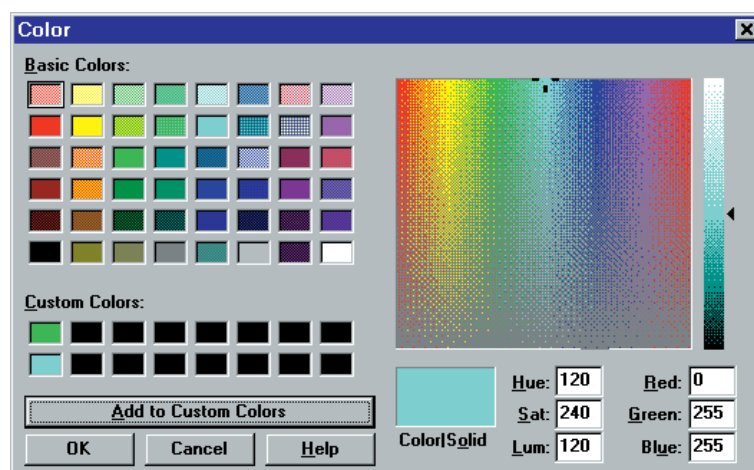 Color
Basic Colors:
Custom Colors:
Add to Custom Colors
OK Cancel Help
Color|Solid
Hue: 120 Red: 0
Sat: 240 Green: 255
Lum: 120 Blue: 255